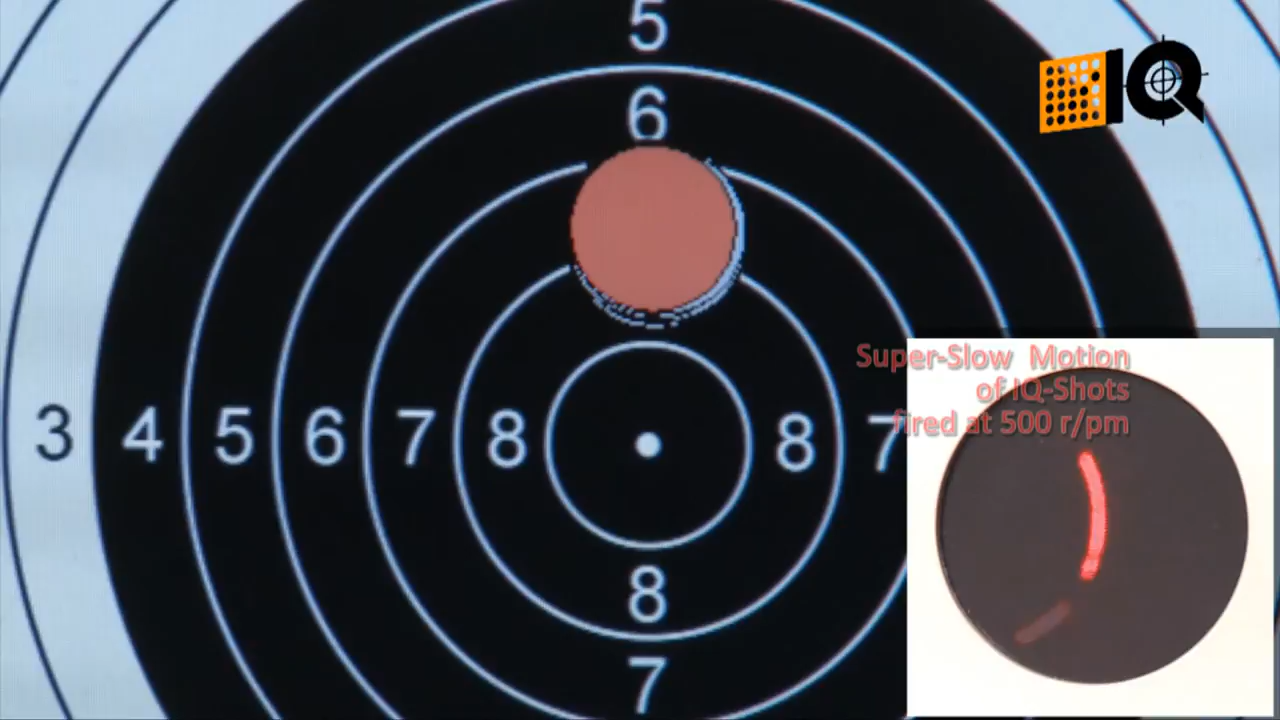 5
6
IQ
Super-Slow Motion
of IQ-Shots
fired at 500 r/pm
3 4 5 6 7 8 8 7
8
7